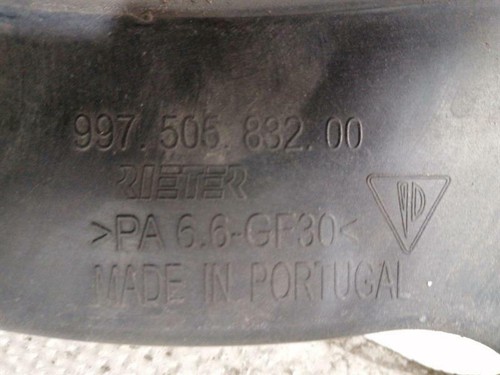 997.506.832.00
RIETER
>PA 6.6-GF30<
MADE IN PORTUGAL